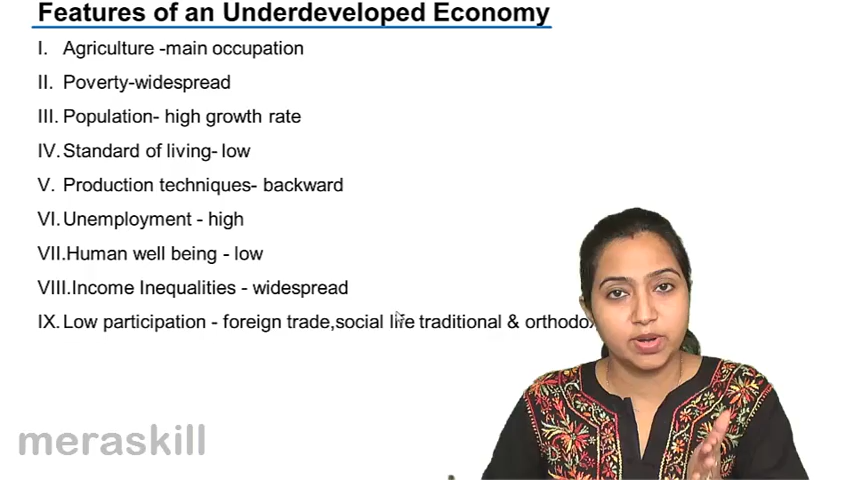 Features of an Underdeveloped Economy
I. Agriculture -main occupation
II. Poverty-widespread
III. Population- high growth rate
IV. Standard of living- low
V. Production techniques- backward
VI. Unemployment - high
VII. Human well being - low
VIII. Income Inequalities - widespread
IX. Low participation - foreign trade,social life traditional & orthodox
meraskill